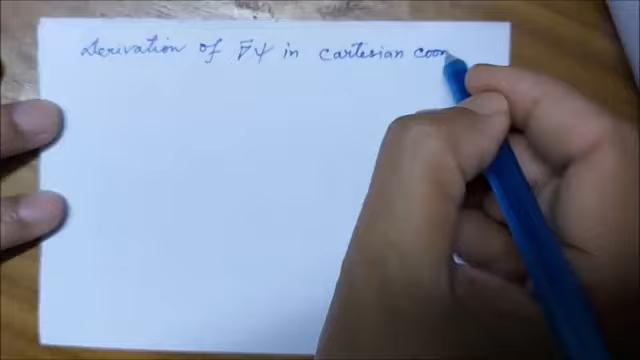 Derivation of ∇̄ψ in cartesian coor